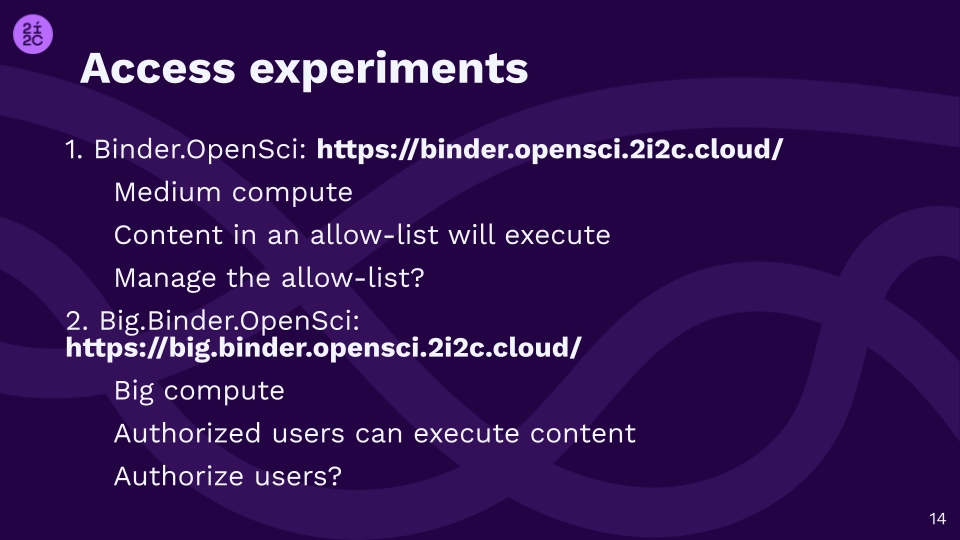 2i
2C
Access experiments
1. Binder.OpenSci: https://binder.opensci.2i2c.cloud/
Medium compute
Content in an allow-list will execute
Manage the allow-list?
2. Big.Binder.OpenSci:
https://big.binder.opensci.2i2c.cloud/
Big compute
Authorized users can execute content
Authorize users?
14